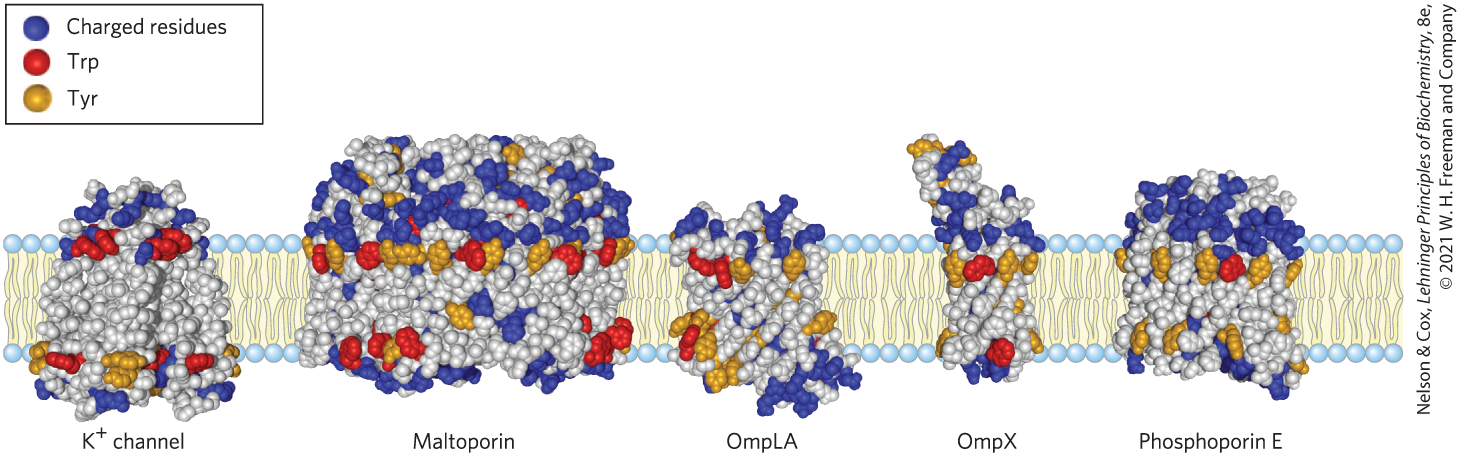 Charged residues
Trp
Tyr
K+ channel
Maltoporin
OmpLA
OmpX
Phosphoporin E
Nelson & Cox, Lehninger Principles of Biochemistry, 8e,
© 2021 W. H. Freeman and Company